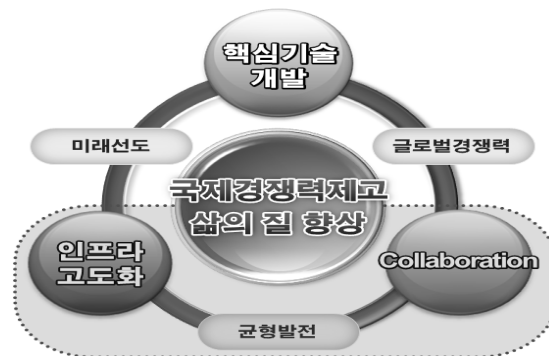 핵심기술
개발
미래선도
글로벌경쟁력
국제경쟁력제고
삶의 질 향상
인프라
고도화
Collaboration
균형발전